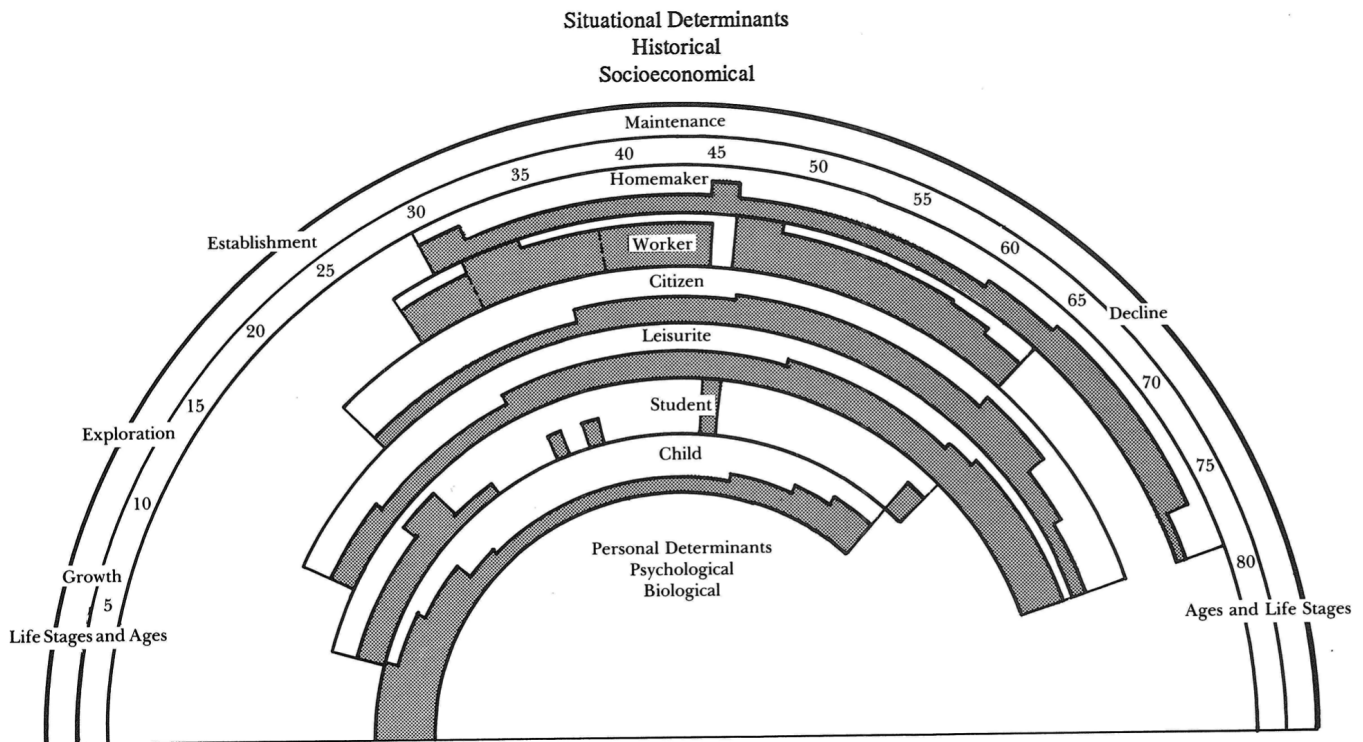 Situational Determinants
Historical
Socioeconomical
Maintenance
40 45
35 50
Homemaker
30 55
Establishment
Worker
60
25
Citizen
65
Decline
20
Leisurite
70
15
Student
Exploration
Child
75
10
Personal Determinants
Psychological
80
Growth
Biological
5
Ages and Life Stages
Life Stages and Ages